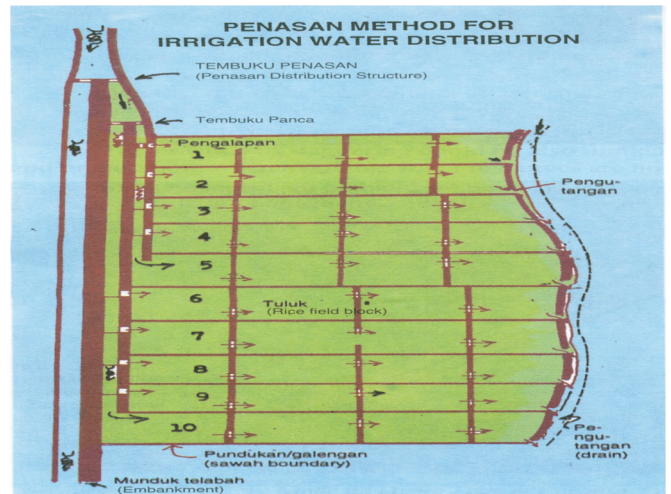 PENASAN METHOD FOR
IRRIGATION WATER DISTRIBUTION
TEMBUKU PENASAN
(Penasan Distribution Structure)
Tembuku Panca
Pengalapan
1
2
Pengu-
tangan
3
4
5
6
Tuluk
(Rice field block)
7
8
9
10
Pe-
ngu-
tangan
(drain)
Pundukan/galengan
(sawah boundary)
Munduk telabah
(Embankment)